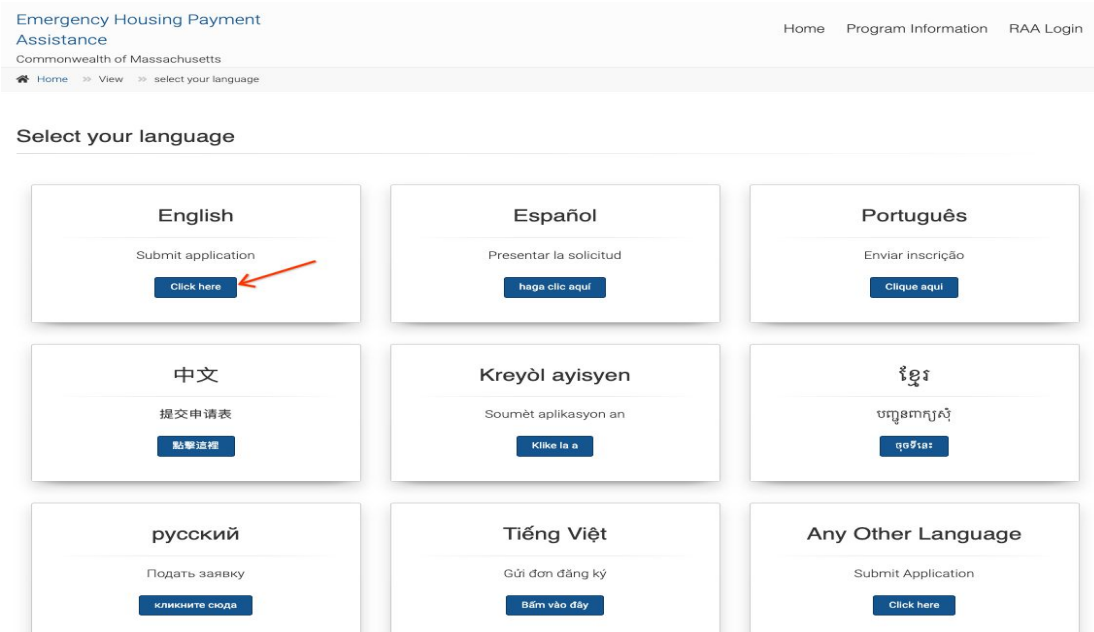 Emergency Housing Payment
Assistance
Commonwealth of Massachusetts
Home Program Information RAA Login
Home » View » select your language
Select your language
English
Submit application
Click here
Español
Presentar la solicitud
haga clic aquí
Português
Enviar inscrição
Clique aqui
中文
提交申请表
點擊這裡
Kreyòl ayisyen
Soumèt aplikasyon an
Klike la a
ខ្មែរ
បញ្ជូនពាក្យសុំ
ចុចទីនេះ
русский
Подать заявку
кликните сюда
Tiếng Việt
Gửi đơn đăng ký
Bấm vào đây
Any Other Language
Submit Application
Click here